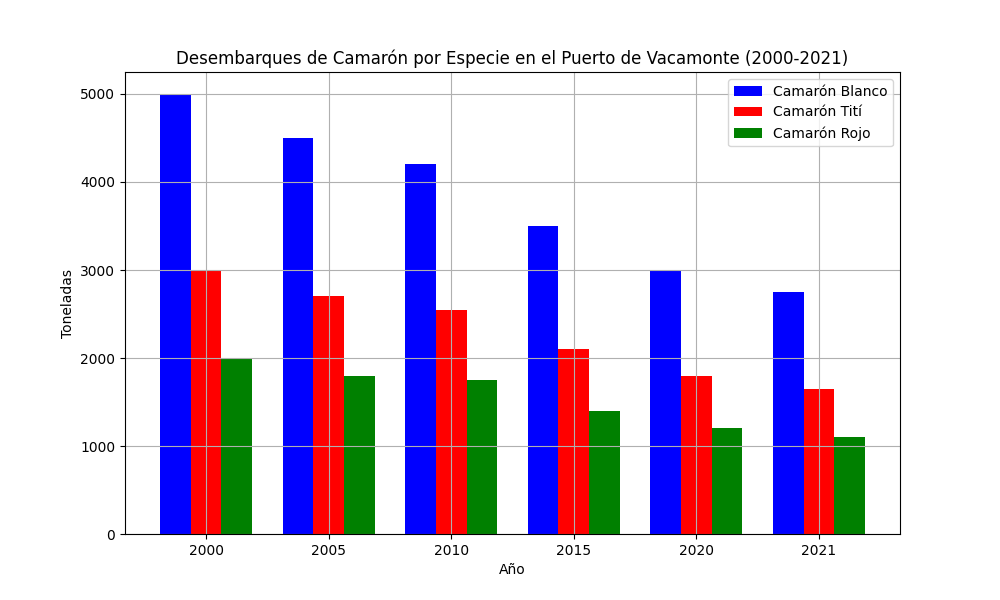 Desembarques de Camarón por Especie en el Puerto de Vacamonte (2000-2021)
Camarón Blanco
Camarón Tití
Camarón Rojo
Toneladas
5000
4000
3000
2000
1000
0
2000 2005 2010 2015 2020 2021
Año